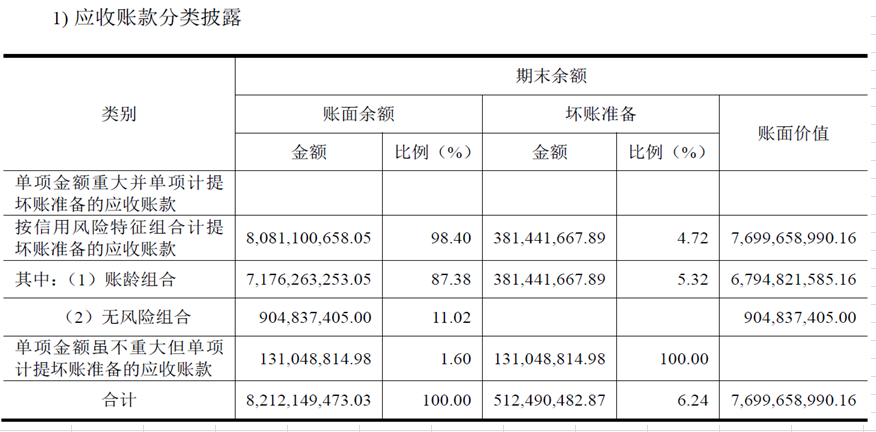 1) 应收账款分类披露
类别
期末余额
账面余额
坏账准备
账面价值
金额
比例（%）
金额
比例（%）
单项金额重大并单项计提
坏账准备的应收账款
按信用风险特征组合计提
坏账准备的应收账款
8,081,100,658.05
98.40
381,441,667.89
4.72
7,699,658,990.16
其中：（1）账龄组合
7,176,263,253.05
87.38
381,441,667.89
5.32
6,794,821,585.16
（2）无风险组合
904,837,405.00
11.02
904,837,405.00
单项金额虽不重大但单项
计提坏账准备的应收账款
131,048,814.98
1.60
131,048,814.98
100.00
合计
8,212,149,473.03
100.00
512,490,482.87
6.24
7,699,658,990.16